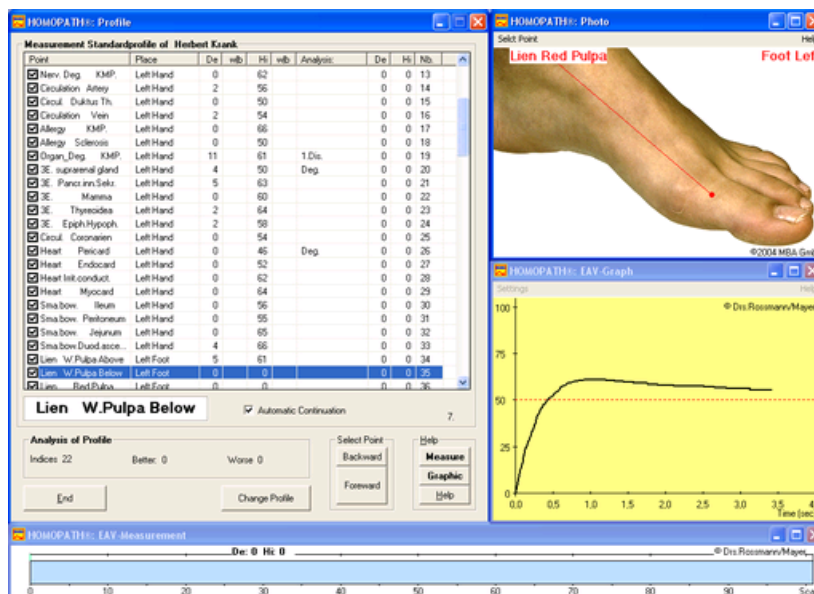 HOMOPATH®: Profile
Measurement Standardprofile of Herbert Krank
Point Place De wlb Hi wlb Analysis: De Hi Nb.
Nerv. Deg. KMP. Left Hand 0 62 0 0 13
Circulation Artery Left Hand 2 56 0 0 14
Circul. Duktus Th. Left Hand 0 50 0 0 15
Circulation Vein Left Hand 2 54 0 0 16
Allergy KMP. Left Hand 0 66 0 0 17
Allergy Sclerosis Left Hand 0 50 0 0 18
Organ_Deg. KMP. Left Hand 11 61 1.Dis. 0 0 19
3E. suprarenal gland Left Hand 4 50 Deg. 0 0 20
3E. Pancr.inn.Sekr. Left Hand 5 63 0 0 21
3E. Mamma Left Hand 0 60 0 0 22
3E. Thyreoidea Left Hand 2 64 0 0 23
3E. Epiph.Hypoph. Left Hand 2 58 0 0 24
Circul. Coronarien Left Hand 0 54 0 0 25
Heart Pericard Left Hand 0 46 Deg. 0 0 26
Heart Endocard Left Hand 0 52 0 0 27
Heart Imt.conduct. Left Hand 0 62 0 0 28
Heart Myocard Left Hand 0 64 0 0 29
Sma.bow. Ileum Left Hand 0 56 0 0 30
Sma.bow. Peritoneum Left Hand 0 55 0 0 31
Sma.bow. Jejunum Left Hand 0 65 0 0 32
Sma.bow.Duod.asce... Left Hand 4 66 0 0 33
Lien W.Pulpa Above Left Foot 5 61 0 0 34
Lien W.Pulpa Below Left Foot 0 0 0 0 35
Lien Red Pulpa Left Foot 0 0 0 0 36
Lien W.Pulpa Below
Automatic Continuation
7.
Analysis of Profile
Indices 22 Better: 0 Worse 0
End
Change Profile
Select Point
Backward
Foreward
Help
Measure
Graphic
Help
HOMOPATH®: Photo
Selct Point Help
Lien Red Pulpa Foot Left
©2004 MBA Gmb
HOMOPATH®: EAV-Graph
Settings Help
© Drs.Rossmann/Mayer
100
75
50
25
0
0,0 0,5 1,0 1,5 2,0 2,5 3,0 3,5 4
Time (sec
HOMOPATH®: EAV-Measurement
De: 0 Hi: 0
© Drs.Rossmann/Mayer
0 10 20 30 40 50 60 70 80 90 Sca